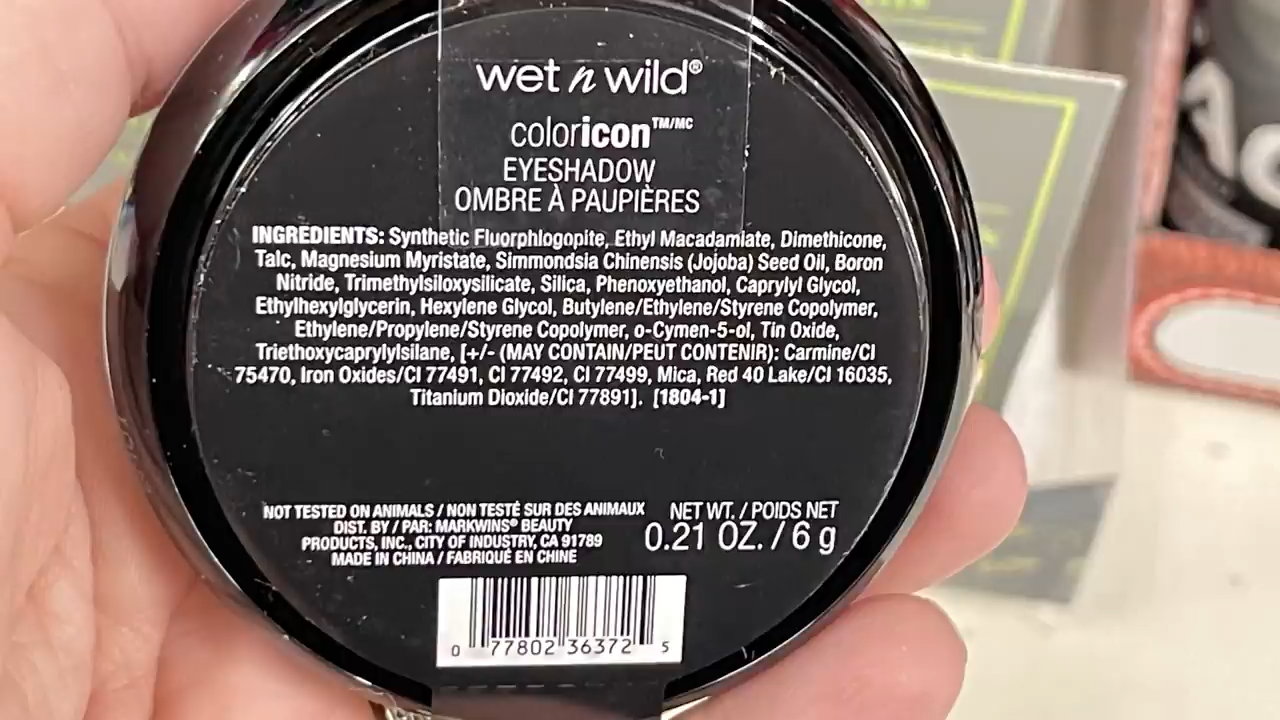 wet n wild®
coloricon™/MC
EYESHADOW
OMBRE À PAUPIÈRES
INGREDIENTS: Synthetic Fluorphlogopite, Ethyl Macadamiate, Dimethicone,
Talc, Magnesium Myristate, Simmondsia Chinensis (Jojoba) Seed Oil, Boron
Nitride, Trimethylsiloxysilicate, Silica, Phenoxyethanol, Caprylyl Glycol,
Ethylhexylglycerin, Hexylene Glycol, Butylene/Ethylene/Styrene Copolymer,
Ethylene/Propylene/Styrene Copolymer, o-Cymen-5-ol, Tin Oxide,
Triethoxycaprylylsilane, [+/- (MAY CONTAIN/PEUT CONTENIR): Carmine/CI
75470, Iron Oxides/CI 77491, CI 77492, CI 77499, Mica, Red 40 Lake/CI 16035,
Titanium Dioxide/CI 77891]. [1804-1]
NOT TESTED ON ANIMALS / NON TESTÉ SUR DES ANIMAUX
DIST. BY / PAR: MARKWINS® BEAUTY
PRODUCTS, INC., CITY OF INDUSTRY, CA 91789
MADE IN CHINA / FABRIQUÉ EN CHINE
NET WT. / POIDS NET
0.21 OZ. / 6 g
0 77802 36372 5